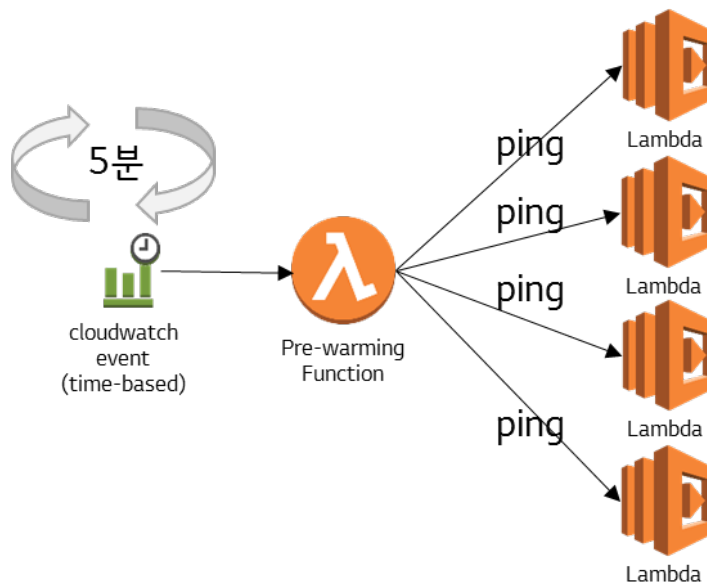 5분
cloudwatch
event
(time-based)
Pre-warming
Function
ping
ping
ping
ping
Lambda
Lambda
Lambda
Lambda